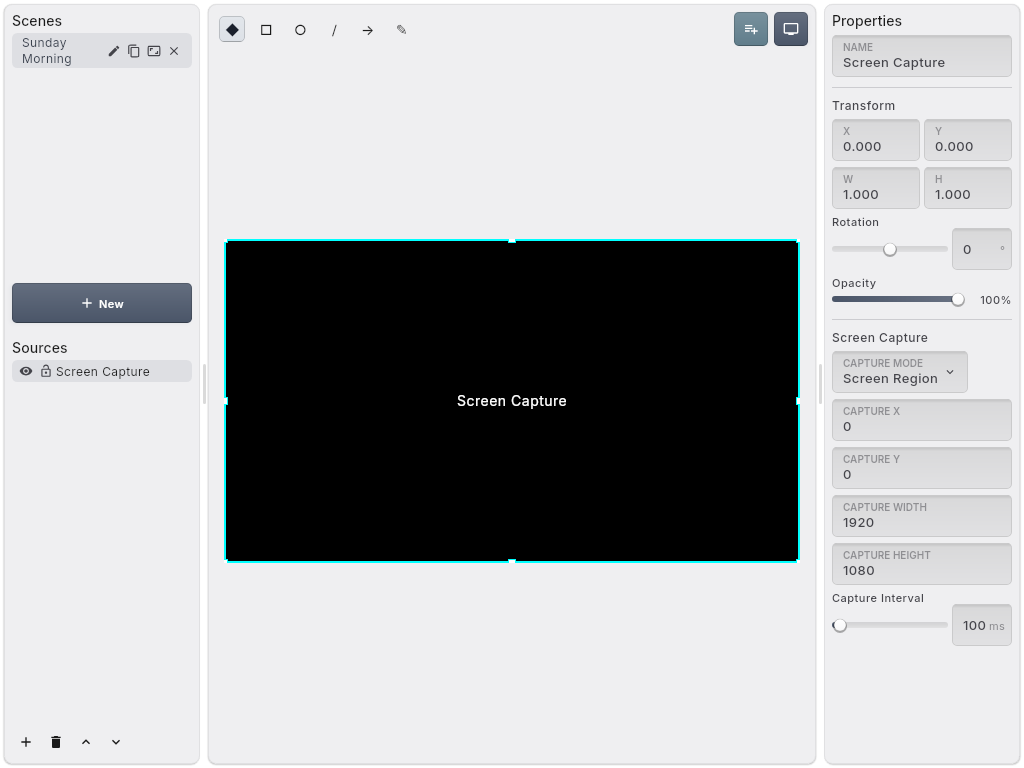 Scenes
Sunday
Morning
New
Sources
Screen Capture
Screen Capture
Properties
NAME
Screen Capture
Transform
X
0.000
Y
0.000
W
1.000
H
1.000
Rotation
0 °
Opacity
100%
Screen Capture
CAPTURE MODE
Screen Region
CAPTURE X
0
CAPTURE Y
0
CAPTURE WIDTH
1920
CAPTURE HEIGHT
1080
Capture Interval
100 ms